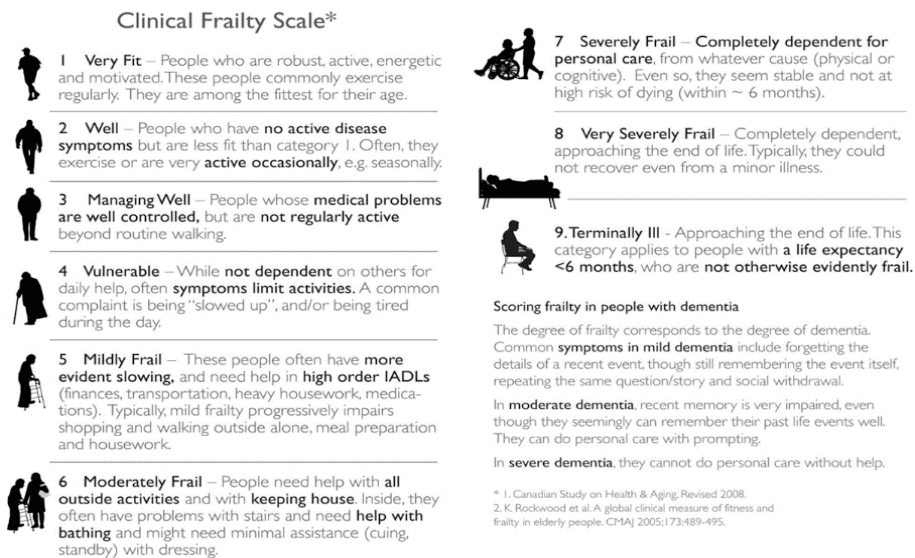 Clinical Frailty Scale*
1 Very Fit – People who are robust, active, energetic
and motivated. These people commonly exercise
regularly. They are among the fittest for their age.
2 Well – People who have no active disease
symptoms but are less fit than category 1. Often, they
exercise or are very active occasionally, e.g. seasonally.
3 Managing Well – People whose medical problems
are well controlled, but are not regularly active
beyond routine walking.
4 Vulnerable – While not dependent on others for
daily help, often symptoms limit activities. A common
complaint is being “slowed up”, and/or being tired
during the day.
5 Mildly Frail – These people often have more
evident slowing, and need help in high order IADLs
(finances, transportation, heavy housework, medica-
tions). Typically, mild frailty progressively impairs
shopping and walking outside alone, meal preparation
and housework.
6 Moderately Frail – People need help with all
outside activities and with keeping house. Inside, they
often have problems with stairs and need help with
bathing and might need minimal assistance (cuing,
standby) with dressing.
7 Severely Frail – Completely dependent for
personal care, from whatever cause (physical or
cognitive). Even so, they seem stable and not at
high risk of dying (within ~ 6 months).
8 Very Severely Frail – Completely dependent,
approaching the end of life. Typically, they could
not recover even from a minor illness.
9. Terminally Ill - Approaching the end of life. This
category applies to people with a life expectancy
<6 months, who are not otherwise evidently frail.
Scoring frailty in people with dementia
The degree of frailty corresponds to the degree of dementia.
Common symptoms in mild dementia include forgetting the
details of a recent event, though still remembering the event itself,
repeating the same question/story and social withdrawal.
In moderate dementia, recent memory is very impaired, even
though they seemingly can remember their past life events well.
They can do personal care with prompting.
In severe dementia, they cannot do personal care without help.
* 1. Canadian Study on Health & Aging, Revised 2008.
2. K. Rockwood et al. A global clinical measure of fitness and
frailty in elderly people. CMAJ 2005;173:489-495.